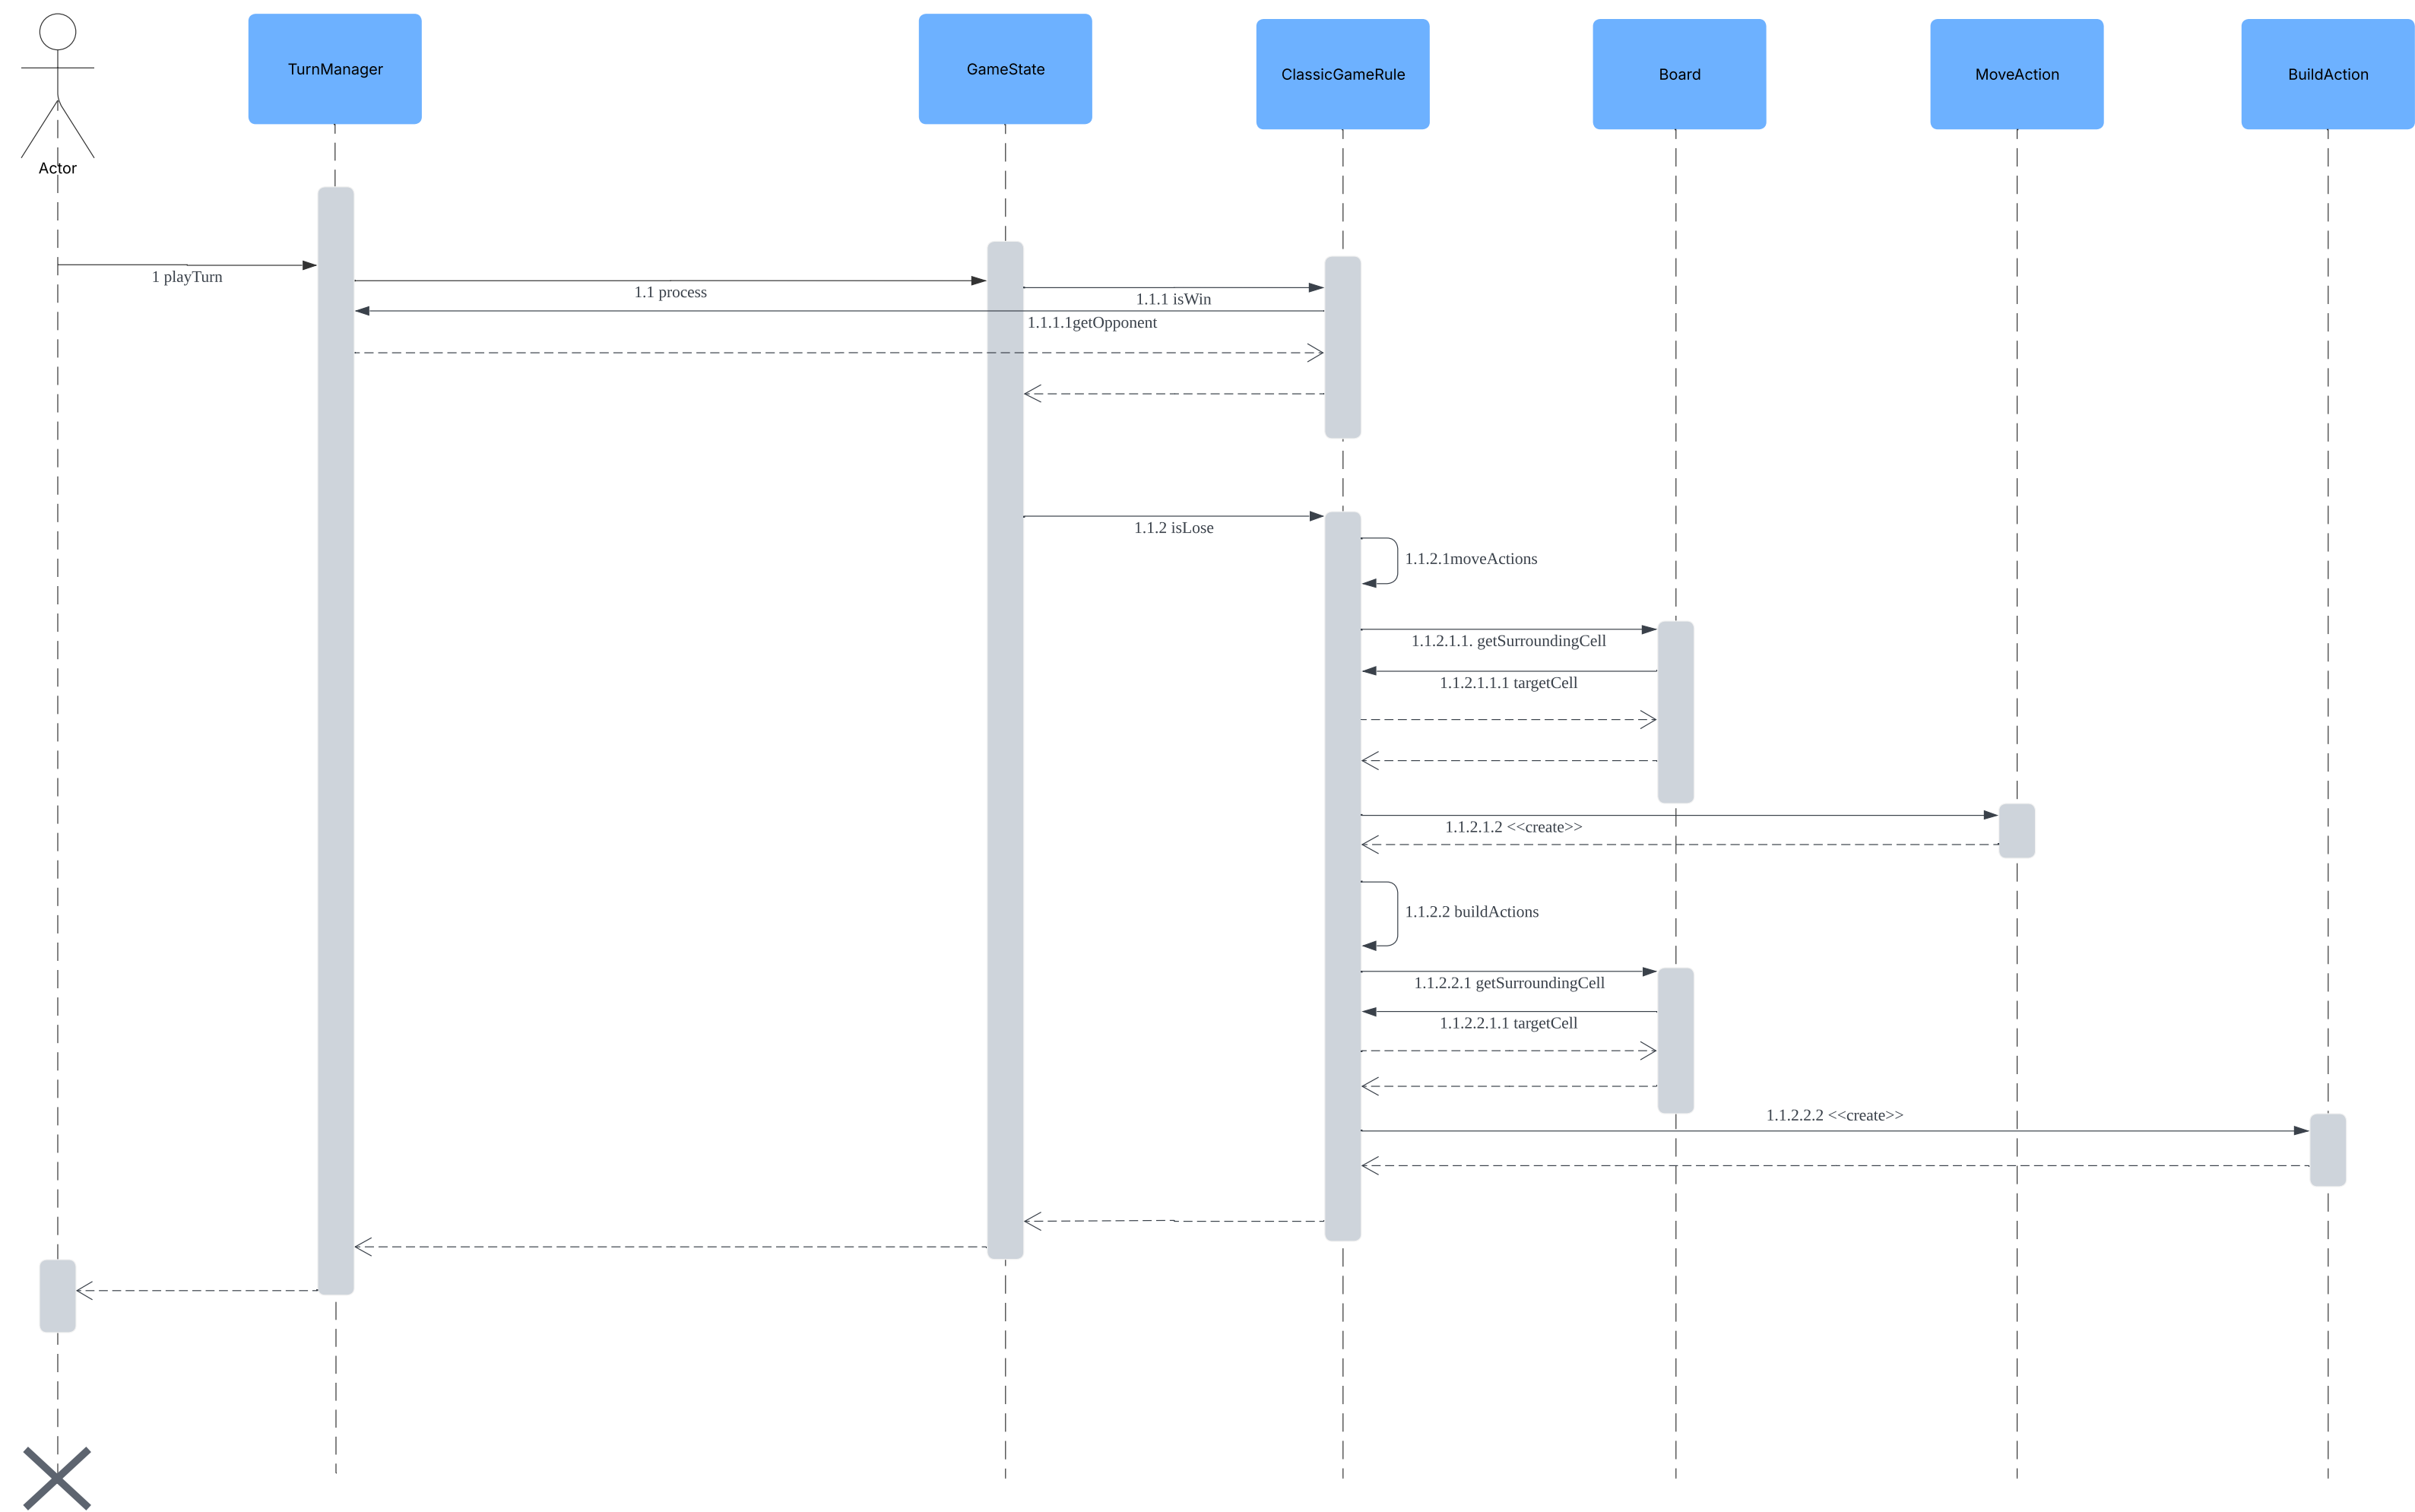 TurnManager
GameState
ClassicGameRule
Board
MoveAction
BuildAction
Actor
1 playTurn
1.1 process
1.1.1 isWin
1.1.1.1getOpponent
1.1.2 isLose
1.1.2.1moveActions
1.1.2.1.1. getSurroundingCell
1.1.2.1.1.1 targetCell
1.1.2.1.2 <<create>>
1.1.2.2 buildActions
1.1.2.2.1 getSurroundingCell
1.1.2.2.1.1 targetCell
1.1.2.2.2 <<create>>